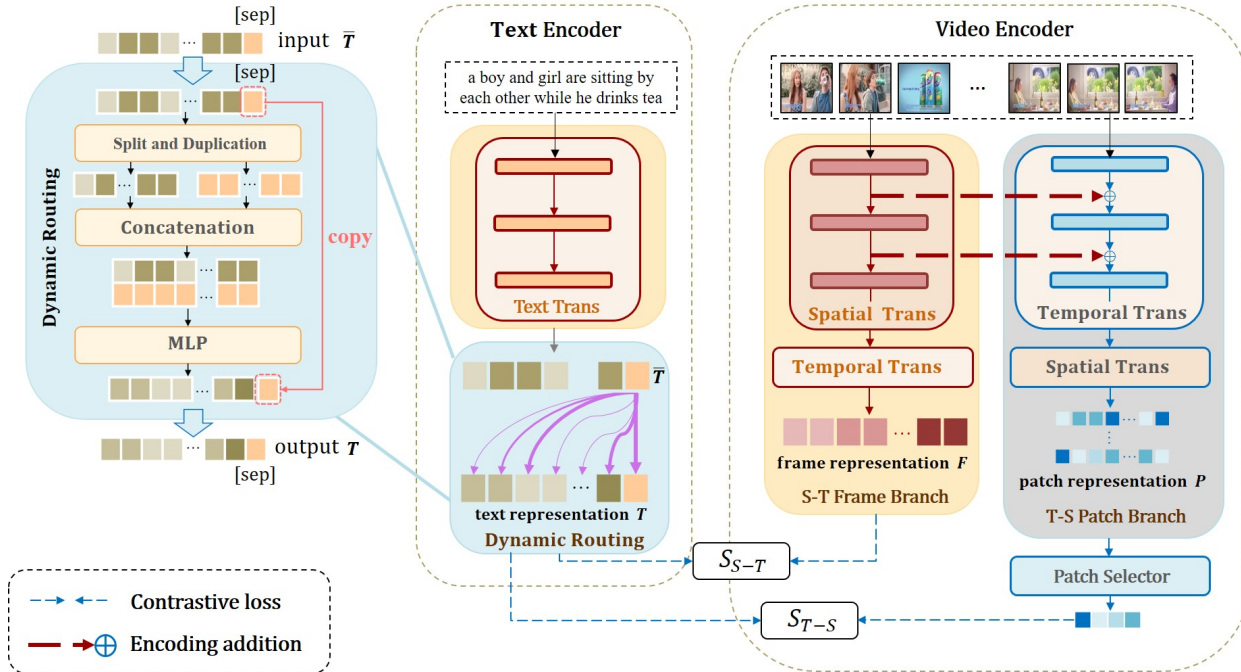 [sep]
input T̅
[sep]
Split and Duplication
Concatenation
copy
MLP
Dynamic Routing
output T
[sep]
Text Encoder
a boy and girl are sitting by
each other while he drinks tea
Text Trans
T̅
text representation T
Dynamic Routing
Video Encoder
...
Spatial Trans
Temporal Trans
frame representation F
S-T Frame Branch
Temporal Trans
Spatial Trans
patch representation P
T-S Patch Branch
Patch Selector
S_{S-T}
S_{T-S}
Contrastive loss
Encoding addition